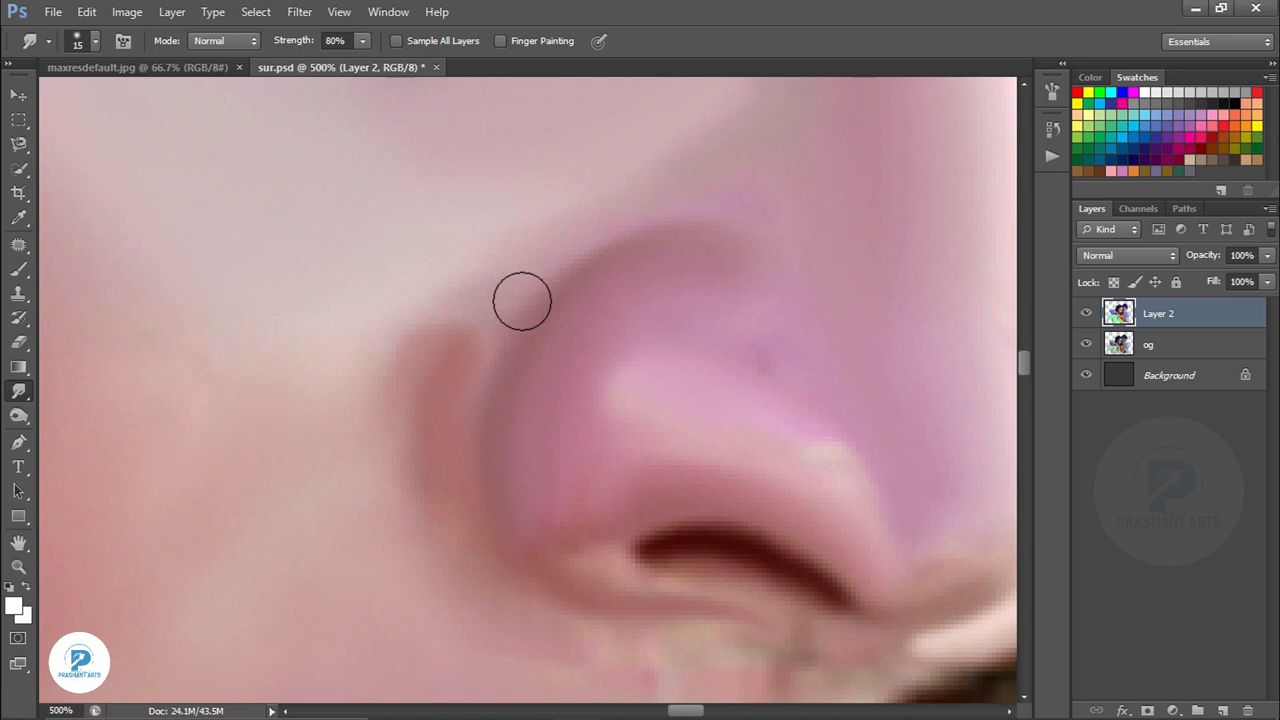 Ps File Edit Image Layer Type Select Filter View Window Help
15 Mode: Normal Strength: 80% Sample All Layers Finger Painting Essentials
maxresdefault.jpg @ 66.7% (RGB/8#) × sur.psd @ 500% (Layer 2, RGB/8) * ×
Color Swatches
Layers Channels Paths
Kind
Normal Opacity: 100%
Lock: Fill: 100%
Layer 2
og
Background
PRASHANT'ARTS
PRASHANT'ARTS
500% Doc: 24.1M/43.5M